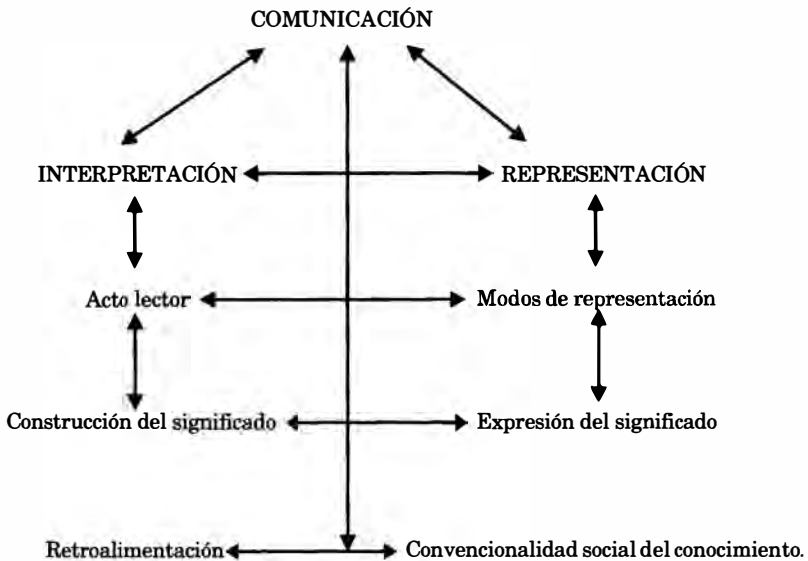 COMUNICACIÓN
INTERPRETACIÓN REPRESENTACIÓN
Acto lector Modos de representación
Construcción del significado Expresión del significado
Retroalimentación Convencionalidad social del conocimiento.